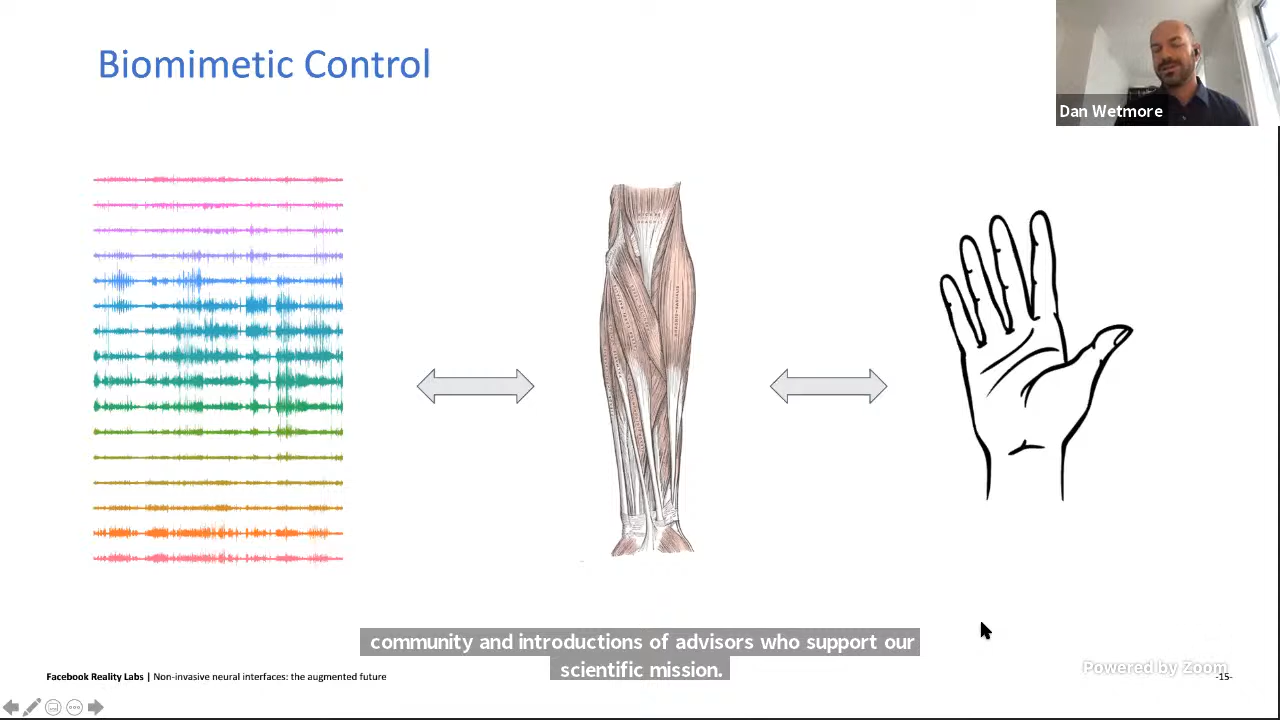 Biomimetic Control
Dan Wetmore
community and introductions of advisors who support our
scientific mission.
Facebook Reality Labs | Non-invasive neural interfaces: the augmented future
Powered by Zoom
-15-